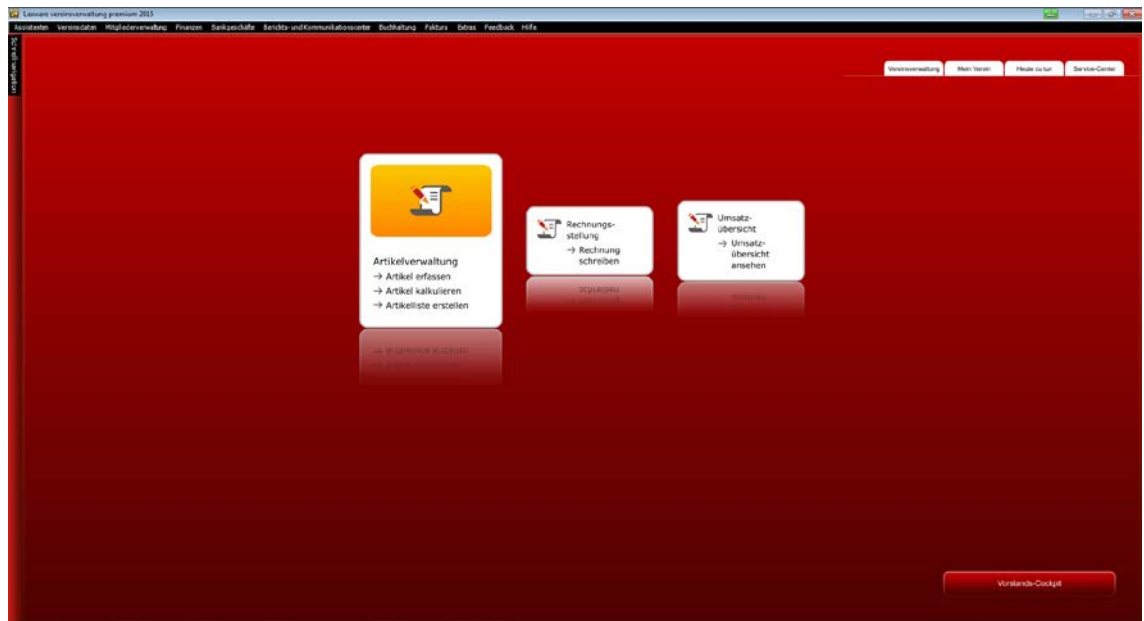 Lexware vereinsverwaltung premium 2015
Assistenten Vereinsdaten Mitgliederverwaltung Finanzen Bankgeschäfte Berichts- und Kommunikationscenter Buchhaltung Faktura Extras Feedback Hilfe
Schnellnavigation
Vereinsverwaltung Mein Verein Heute zu tun Service-Center
Artikelverwaltung
→ Artikel erfassen
→ Artikel kalkulieren
→ Artikelliste erstellen
Rechnungs-
stellung
→ Rechnung
schreiben
Umsatz-
übersicht
→ Umsatz-
übersicht
ansehen
Vorstands-Cockpit